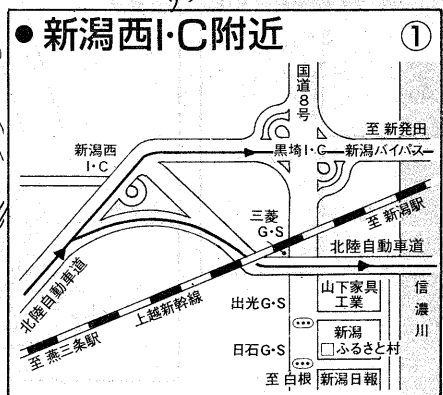 ● 新潟西I・C附近 ①
国道8号
至 新発田
新潟西
I・C
黒埼I・C
新潟バイパス
三菱
G・S
至 新潟駅
北陸自動車道
北陸自動車道
上越新幹線
至 燕三条駅
出光G・S
山下家具
工業
信濃川
日石G・S
新潟
□ふるさと村
至 白根
新潟日報